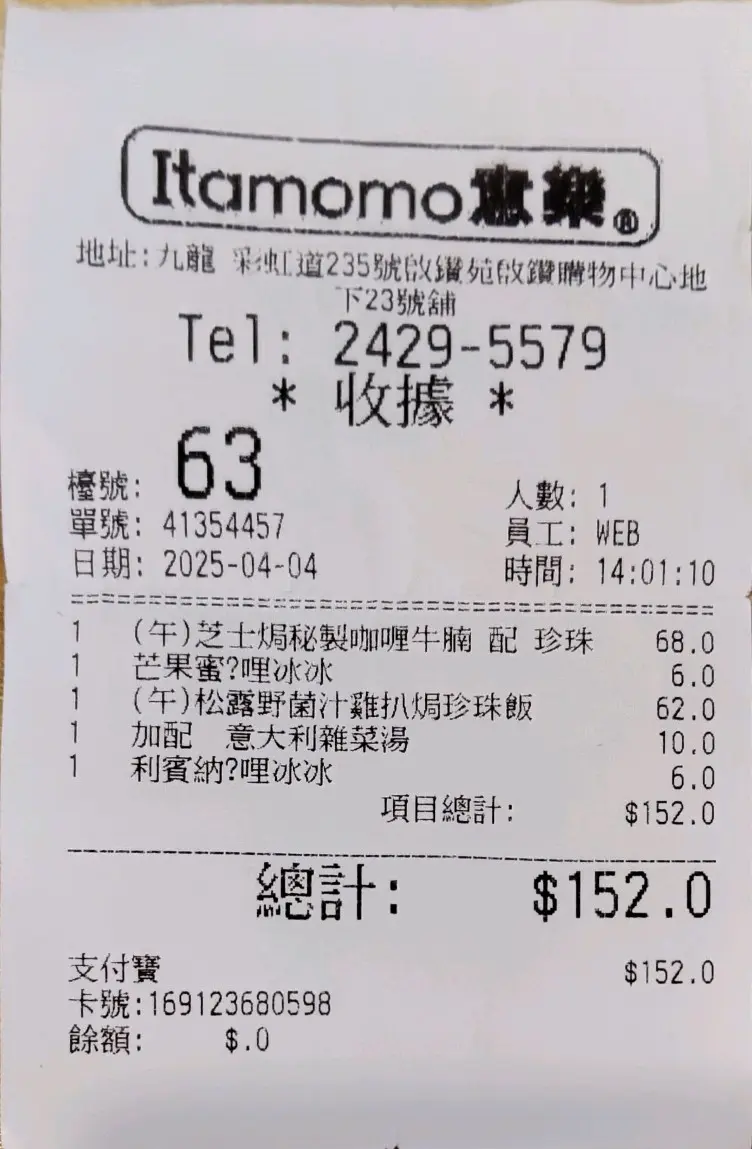 Itamomo意樂®
地址:九龍 彩虹道235號啟鑽苑啟鑽購物中心地
下23號舖
Tel: 2429-5579
* 收據 *
檯號: 63 人數: 1
單號: 41354457 員工: WEB
日期: 2025-04-04 時間: 14:01:10
1 (午)芝士焗秘製咖喱牛腩 配 珍珠 68.0
1 芒果蜜?哩冰冰 6.0
1 (午)松露野菌汁雞扒焗珍珠飯 62.0
1 加配 意大利雜菜湯 10.0
1 利賓納?哩冰冰 6.0
項目總計: $152.0
總計: $152.0
支付寶 $152.0
卡號:169123680598
餘額: $.0